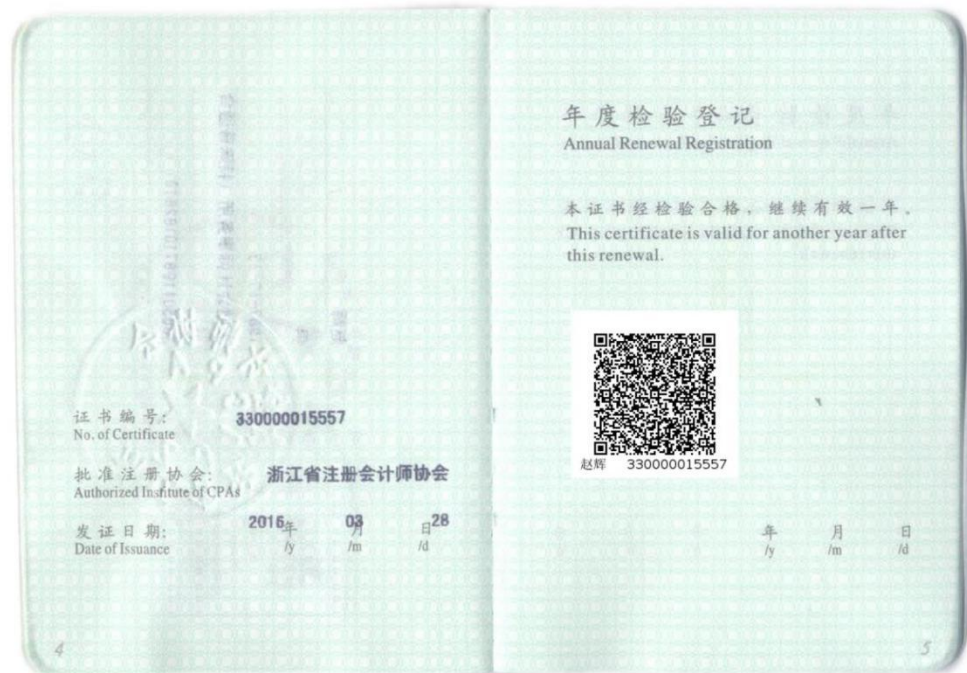 证书编号: 330000015557
No. of Certificate
批准注册协会: 浙江省注册会计师协会
Authorized Institute of CPAs
发证日期: 2016年 03月 28日
Date of Issuance /y /m /d
4
年度检验登记
Annual Renewal Registration
本证书经检验合格，继续有效一年。
This certificate is valid for another year after
this renewal.
赵辉 330000015557
年 月 日
/y /m /d
5